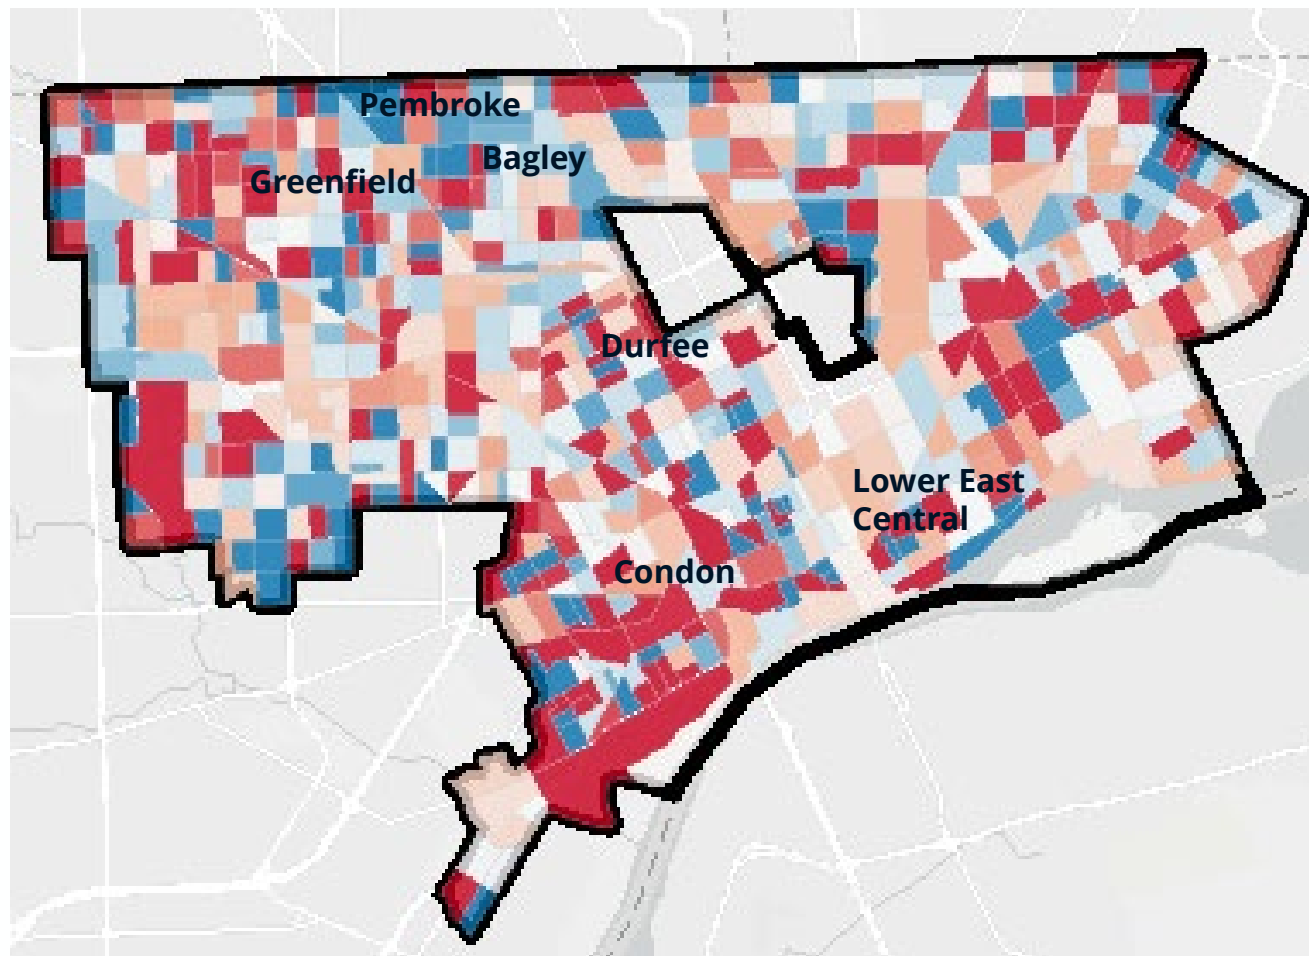 Pembroke
Bagley
Greenfield
Durfee
Lower East
Central
Condon